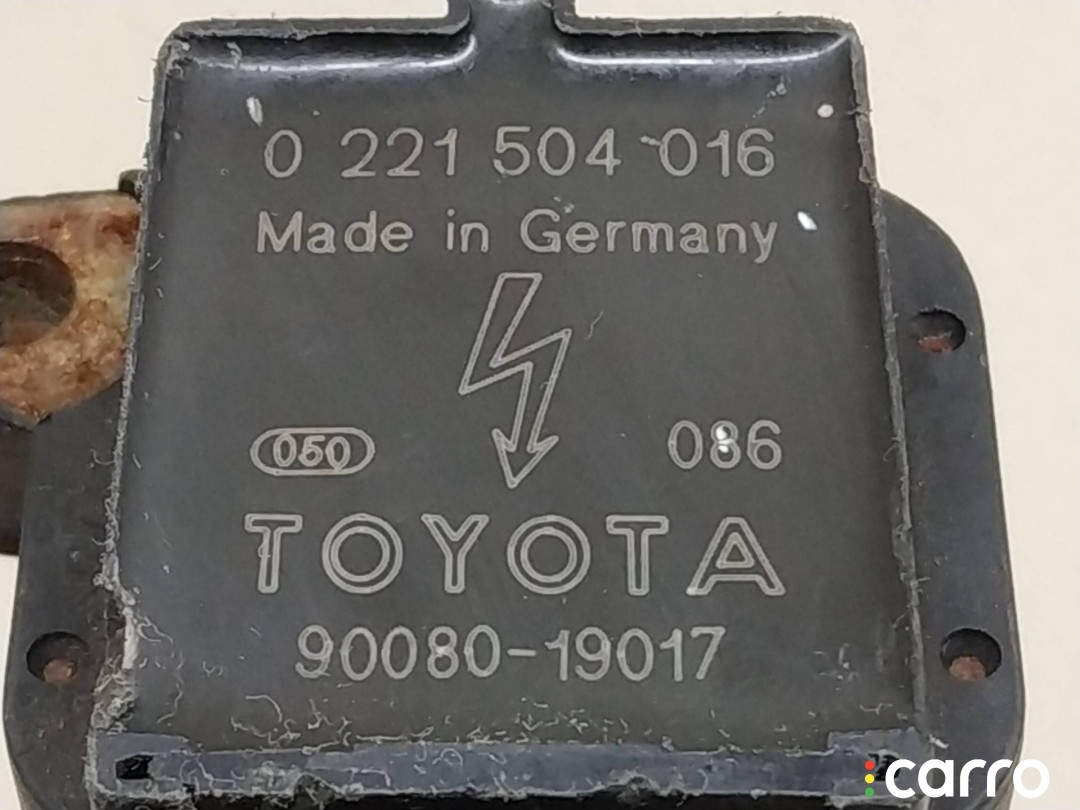 0 221 504 016
Made in Germany
050 086
TOYOTA
90080-19017
carro